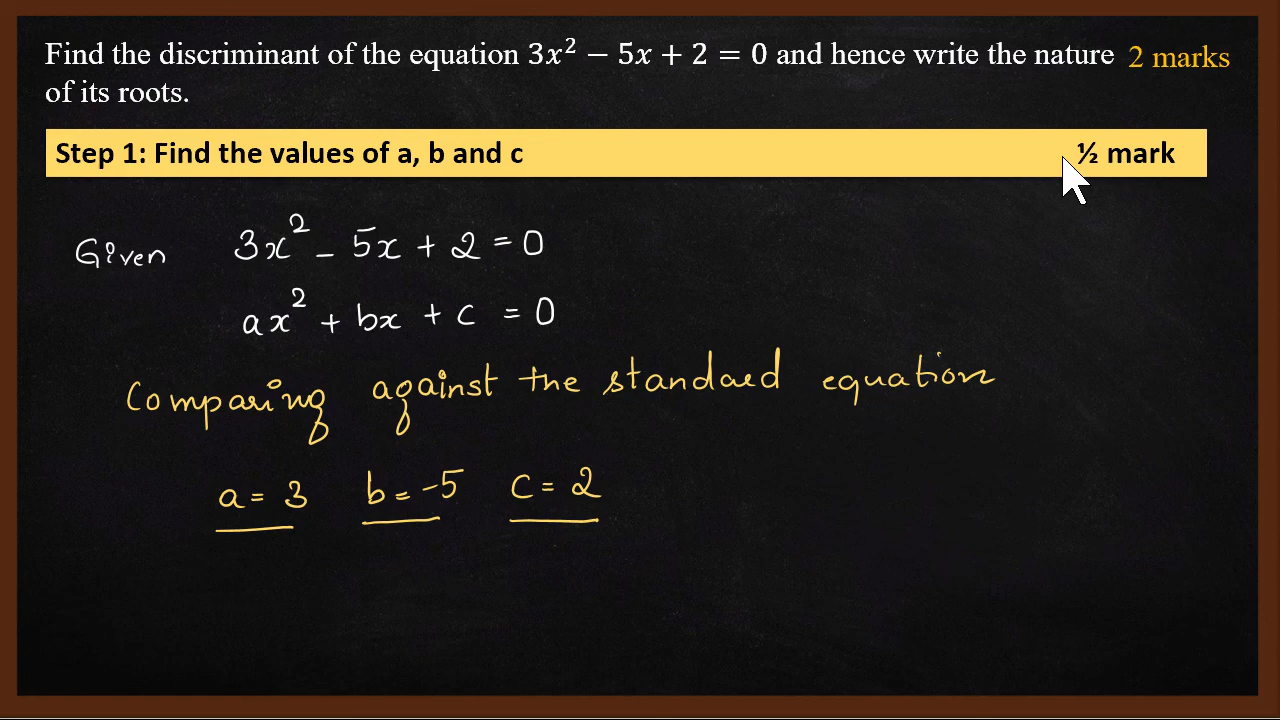 Find the discriminant of the equation 3x² − 5x + 2 = 0 and hence write the nature 2 marks
of its roots.
Step 1: Find the values of a, b and c ½ mark
Given 3x² - 5x + 2 = 0
ax² + bx + c = 0
Comparing against the standard equation
a = 3 b = -5 c = 2